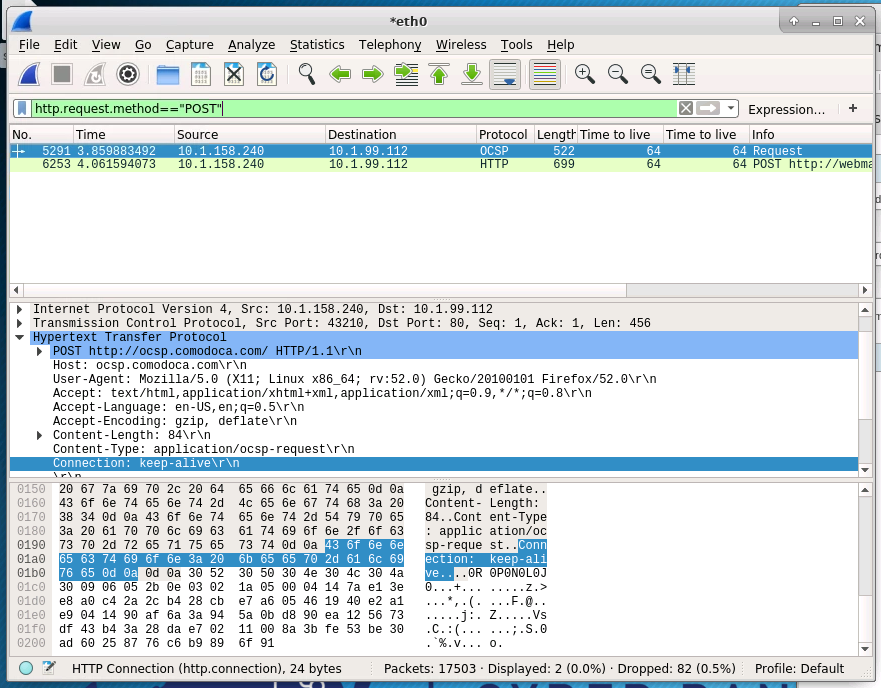 *eth0
File Edit View Go Capture Analyze Statistics Telephony Wireless Tools Help
http.request.method=="POST" Expression… +
No. Time Source Destination Protocol Length Time to live Time to live Info
5291 3.859883492 10.1.158.240 10.1.99.112 OCSP 522 64 64 Request
6253 4.061594073 10.1.158.240 10.1.99.112 HTTP 699 64 64 POST http://webma
Internet Protocol Version 4, Src: 10.1.158.240, Dst: 10.1.99.112
Transmission Control Protocol, Src Port: 43210, Dst Port: 80, Seq: 1, Ack: 1, Len: 456
Hypertext Transfer Protocol
POST http://ocsp.comodoca.com/ HTTP/1.1\r\n
Host: ocsp.comodoca.com\r\n
User-Agent: Mozilla/5.0 (X11; Linux x86_64; rv:52.0) Gecko/20100101 Firefox/52.0\r\n
Accept: text/html,application/xhtml+xml,application/xml;q=0.9,*/*;q=0.8\r\n
Accept-Language: en-US,en;q=0.5\r\n
Accept-Encoding: gzip, deflate\r\n
Content-Length: 84\r\n
Content-Type: application/ocsp-request\r\n
Connection: keep-alive\r\n
\r\n
0150 20 67 7a 69 70 2c 20 64 65 66 6c 61 74 65 0d 0a  gzip, d eflate..
0160 43 6f 6e 74 65 6e 74 2d 4c 65 6e 67 74 68 3a 20 Content- Length: 
0170 38 34 0d 0a 43 6f 6e 74 65 6e 74 2d 54 79 70 65 84..Cont ent-Type
0180 3a 20 61 70 70 6c 69 63 61 74 69 6f 6e 2f 6f 63 : applic ation/oc
0190 73 70 2d 72 65 71 75 65 73 74 0d 0a 43 6f 6e 6e sp-reque st..Conn
01a0 65 63 74 69 6f 6e 3a 20 6b 65 65 70 2d 61 6c 69 ection:  keep-ali
01b0 76 65 0d 0a 0d 0a 30 52 30 50 30 4e 30 4c 30 4a ve....0R 0P0N0L0J
01c0 30 09 06 05 2b 0e 03 02 1a 05 00 04 14 7a e1 3e 0...+... .....z.>
01d0 e8 a0 c4 2a 2c b4 28 cb e7 a6 05 46 19 40 e2 a1 ...*,.(. ...F.@..
01e0 e9 04 14 90 af 6a 3a 94 5a 0b d8 90 ea 12 56 73 .....j:. Z.....Vs
01f0 df 43 b4 3a 28 da e7 02 11 00 8a 3b fe 53 be 30 .C.:(... ...;.S.0
0200 ad 60 25 87 76 c6 b9 89 6f 91 .`%.v... o.
HTTP Connection (http.connection), 24 bytes Packets: 17503 · Displayed: 2 (0.0%) · Dropped: 82 (0.5%) Profile: Default